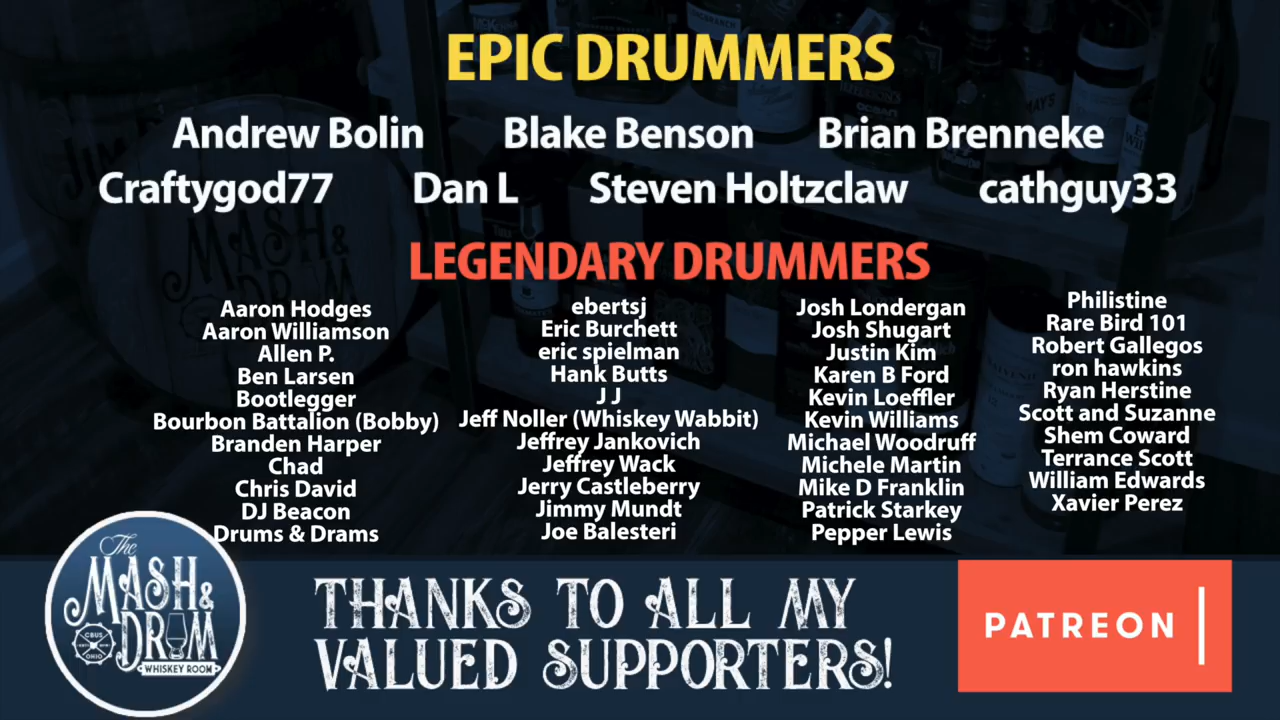 EPIC DRUMMERS
Andrew Bolin Blake Benson Brian Brenneke
Craftygod77 Dan L Steven Holtzclaw cathguy33
LEGENDARY DRUMMERS
Aaron Hodges
Aaron Williamson
Allen P.
Ben Larsen
Bootlegger
Bourbon Battalion (Bobby)
Branden Harper
Chad
Chris David
DJ Beacon
Drums & Drams
ebertsj
Eric Burchett
eric spielman
Hank Butts
J J
Jeff Noller (Whiskey Wabbit)
Jeffrey Jankovich
Jeffrey Wack
Jerry Castleberry
Jimmy Mundt
Joe Balesteri
Josh Londergan
Josh Shugart
Justin Kim
Karen B Ford
Kevin Loeffler
Kevin Williams
Michael Woodruff
Michele Martin
Mike D Franklin
Patrick Starkey
Pepper Lewis
Philistine
Rare Bird 101
Robert Gallegos
ron hawkins
Ryan Herstine
Scott and Suzanne
Shem Coward
Terrance Scott
William Edwards
Xavier Perez
The
MASH &
DRUM
CBUS
OHIO
WHISKEY ROOM
THANKS TO ALL MY
VALUED SUPPORTERS!
PATREON
MASH &
DRUM